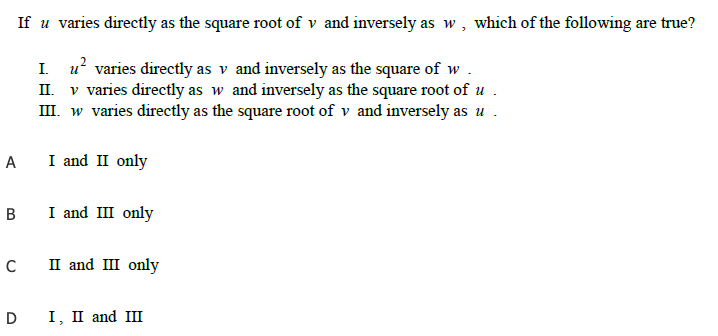 If u varies directly as the square root of v and inversely as w , which of the following are true?
I. u² varies directly as v and inversely as the square of w .
II. v varies directly as w and inversely as the square root of u .
III. w varies directly as the square root of v and inversely as u .
A I and II only
B I and III only
C II and III only
D I , II and III